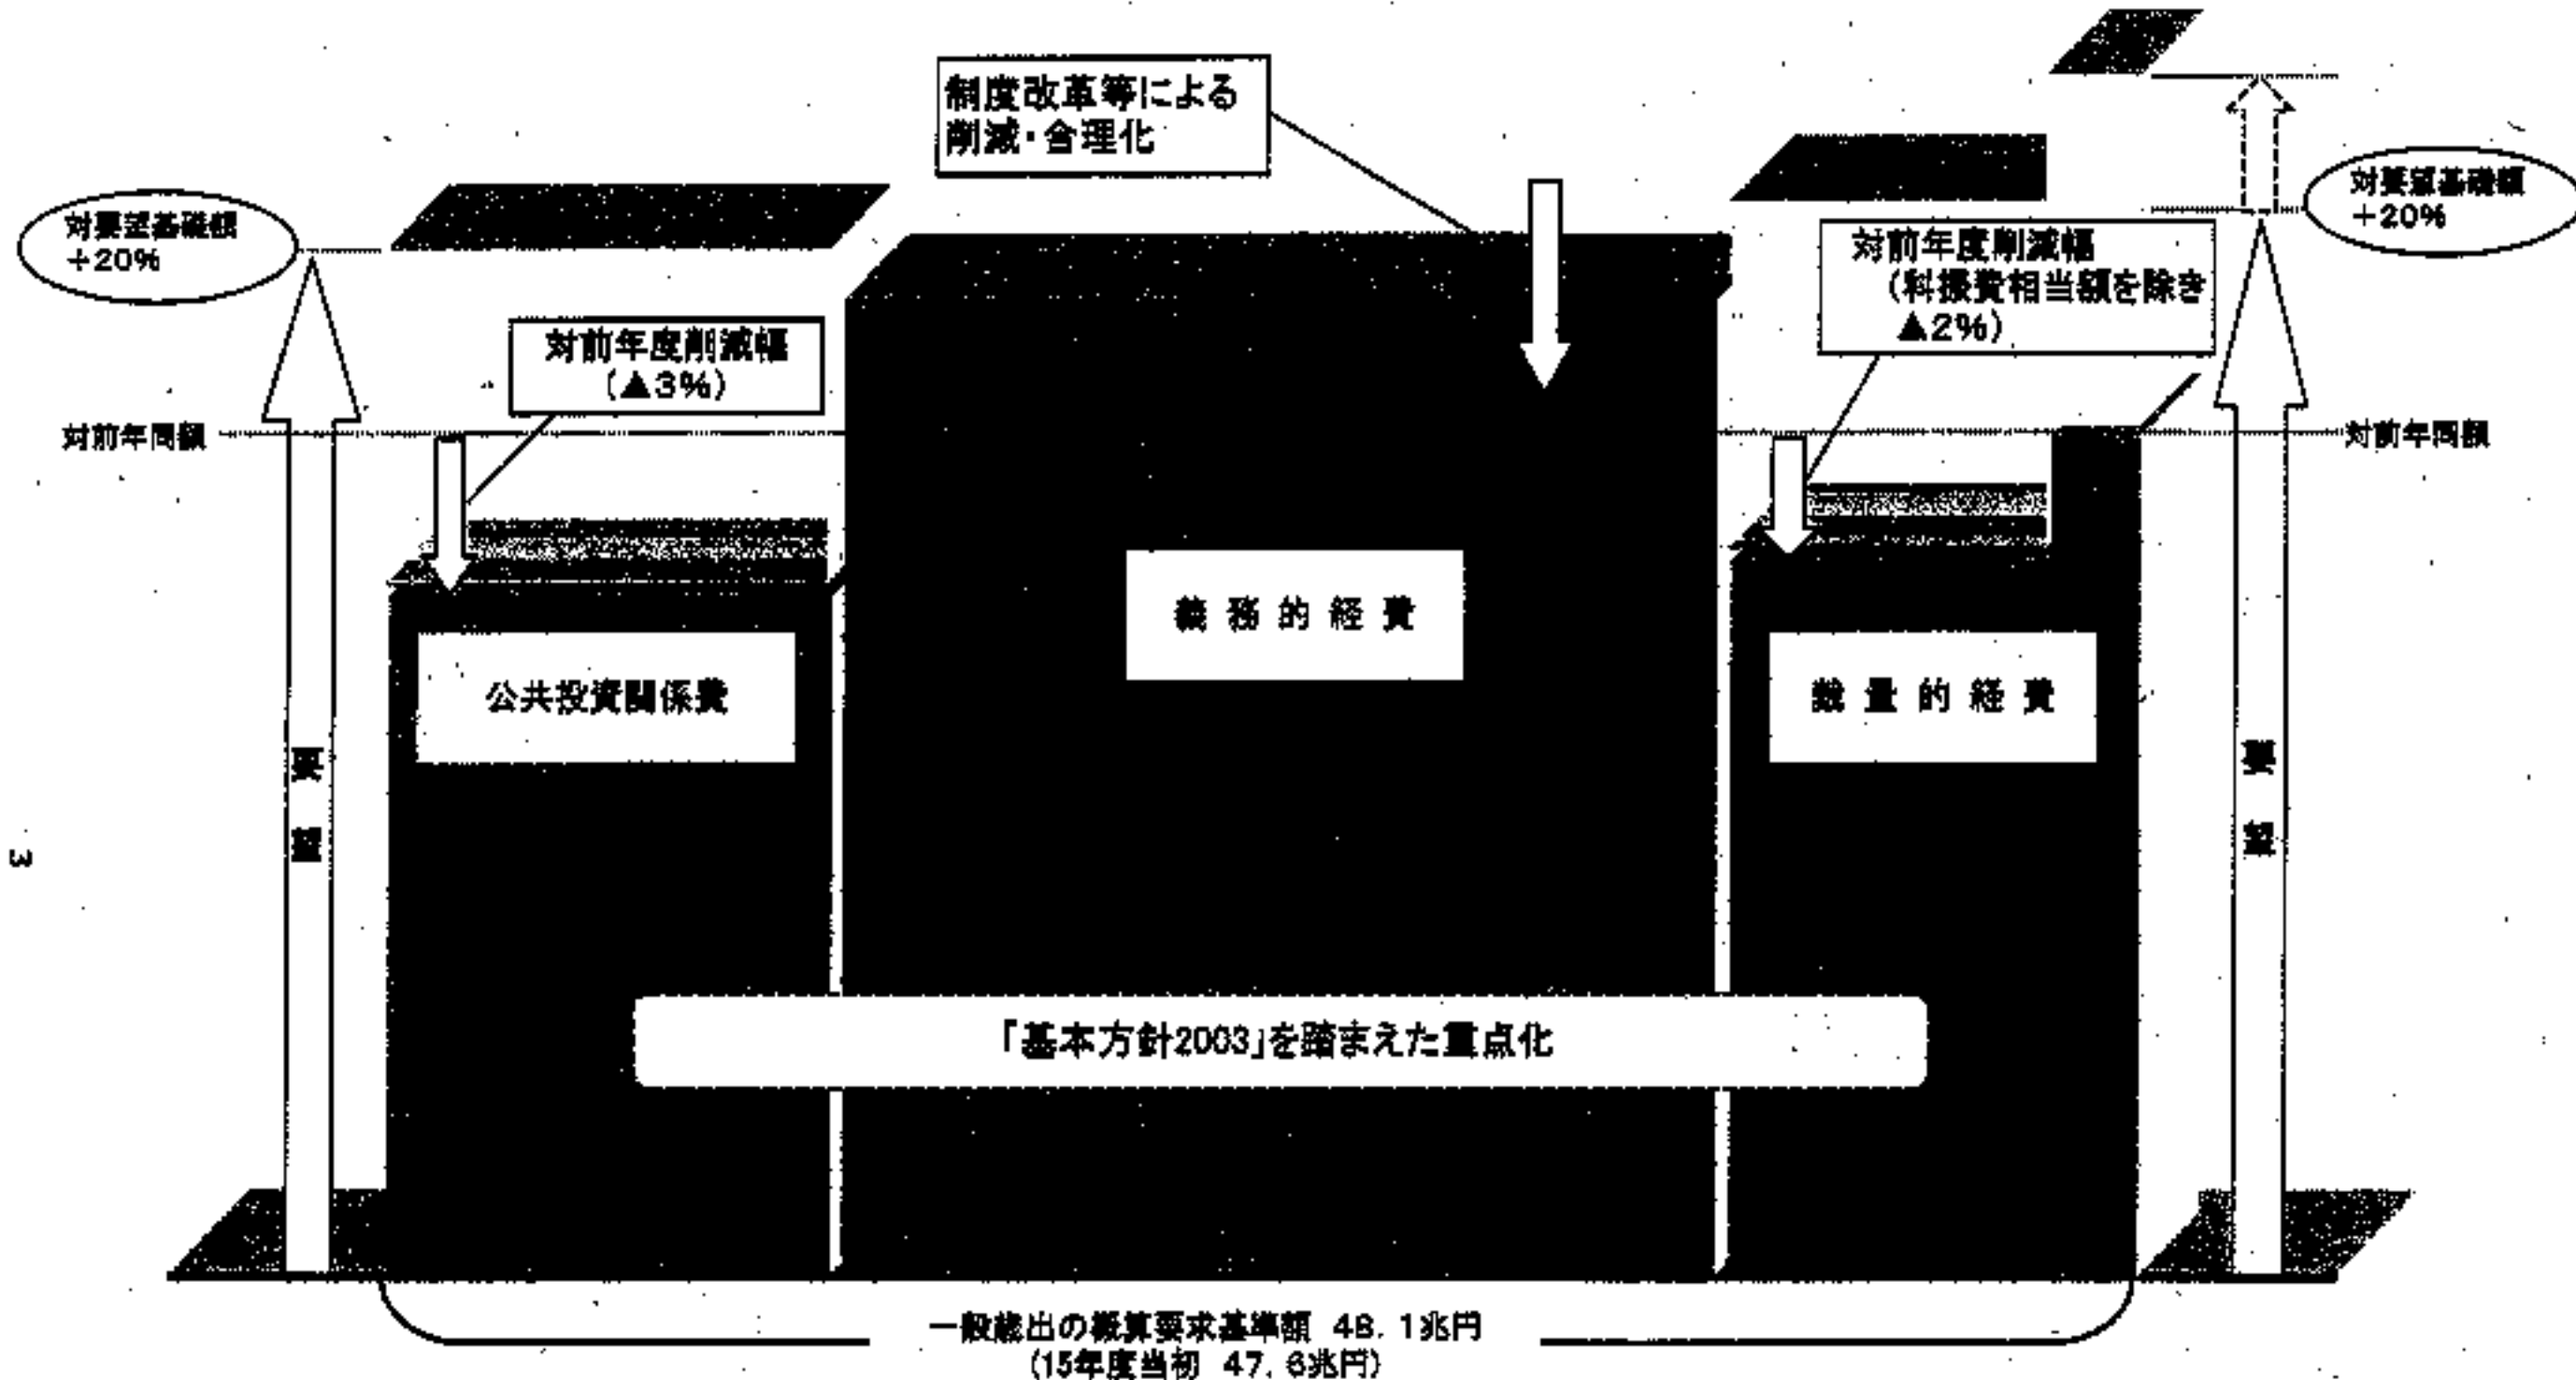 制度改革等による
削減・合理化
対要望基礎額
+20%
対要望基礎額
+20%
対前年度削減幅
(科振費相当額を除き
▲2%)
対前年度削減幅
(▲3%)
対前年同額
対前年同額
義務的経費
公共投資関係費
裁量的経費
要望
要望
3
「基本方針2003」を踏まえた重点化
一般歳出の概算要求基準額 48.1兆円
(15年度当初 47.6兆円)